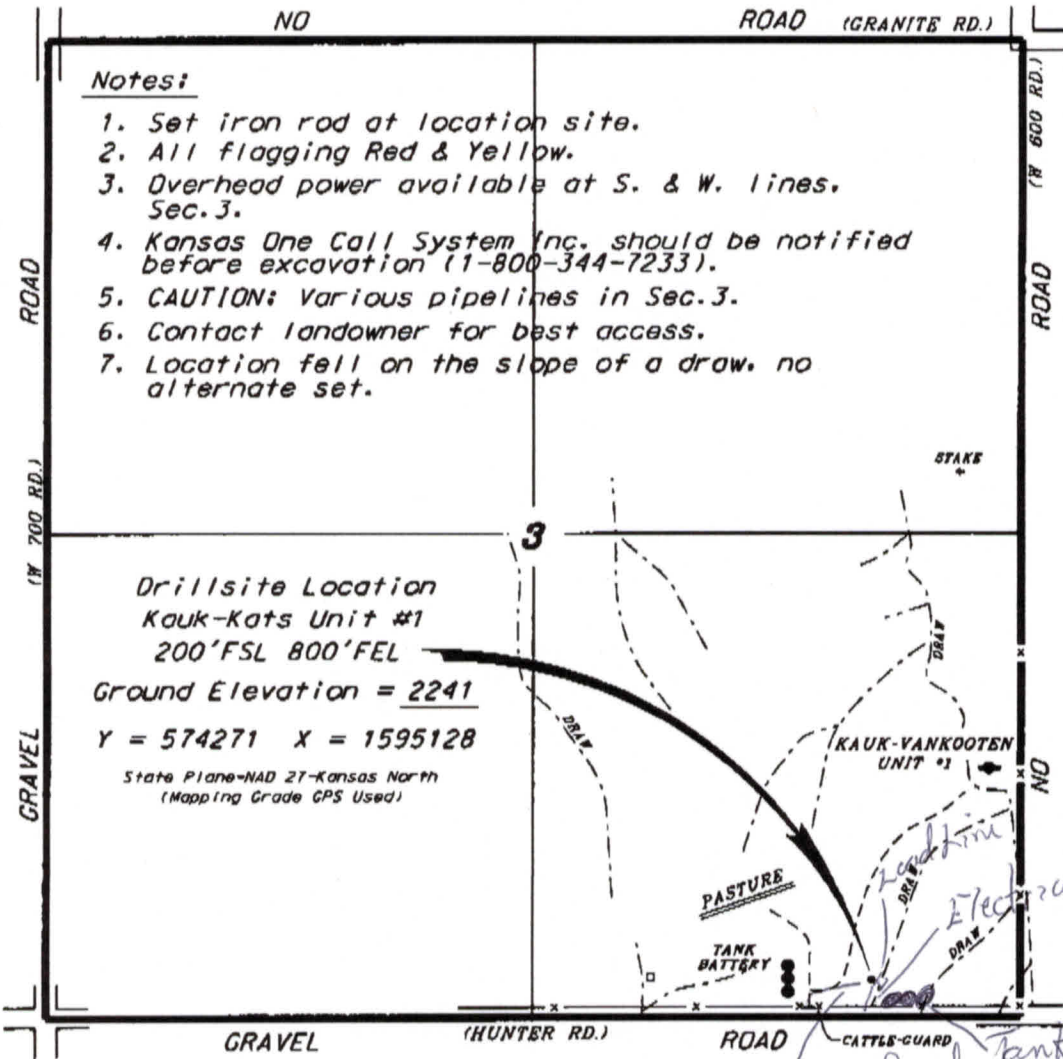 NO ROAD (GRANITE RD.)
Notes:
1. Set iron rod at location site.
2. All flagging Red & Yellow.
3. Overhead power available at S. & W. lines.
Sec.3.
4. Kansas One Call System Inc. should be notified
before excavation (1-800-344-7233).
5. CAUTION: Various pipelines in Sec.3.
6. Contact landowner for best access.
7. Location fell on the slope of a draw. no
alternate set.
(W 600 RD.)
ROAD
ROAD
(W 700 RD.)
STAKE
3
Drillsite Location
Kauk-Kats Unit #1
200'FSL 800'FEL
Ground Elevation = 2241
Y = 574271 X = 1595128
State Plane-NAD 27-Kansas North
(Mapping Grade GPS Used)
GRAVEL
DRAW
DRAW
KAUK-VANKOOTEN
UNIT #1
NO
Lead Line
DRAW
Electric
PASTURE
DRAW
TANK
BATTERY
GRAVEL (HUNTER RD.) ROAD
CATTLE-GUARD
Tank